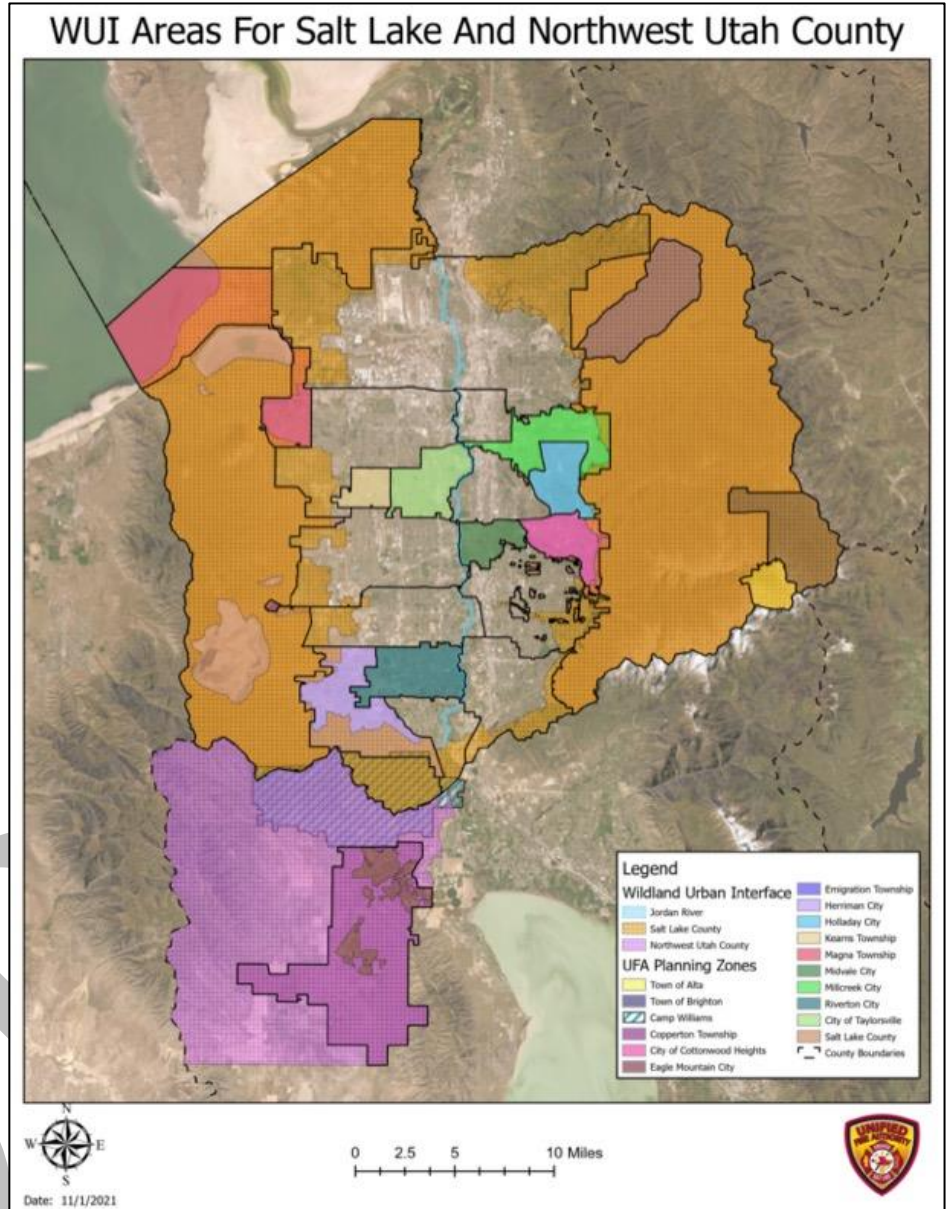 WUI Areas For Salt Lake And Northwest Utah County
Legend
Wildland Urban Interface
Jordan River
Salt Lake County
Northwest Utah County
UFA Planning Zones
Town of Alta
Town of Brighton
Camp Williams
Copperton Township
City of Cottonwood Heights
Eagle Mountain City
Emigration Township
Herriman City
Holladay City
Kearns Township
Magna Township
Midvale City
Millcreek City
Riverton City
City of Taylorsville
Salt Lake County
County Boundaries
N
W E
S
0 2.5 5 10 Miles
UNIFIED
FIRE AUTHORITY
Date: 11/1/2021